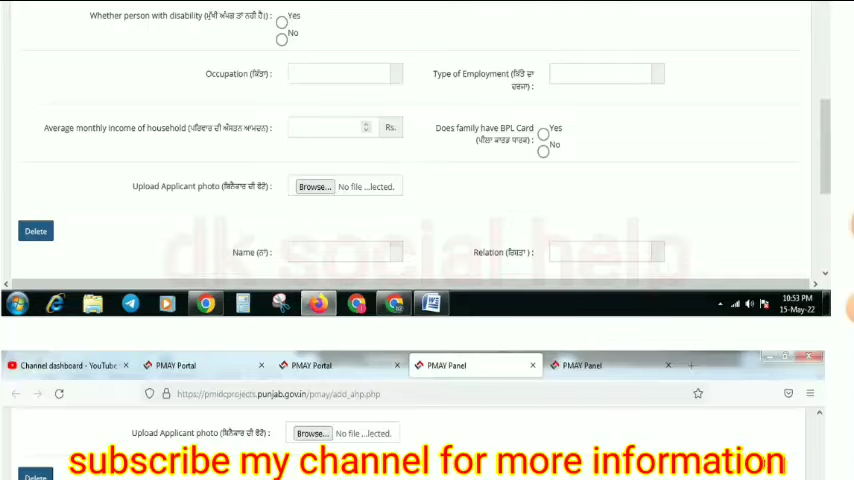 Whether person with disability (ਮੁੱਖੀ ਅੰਪਗ ਤਾਂ ਨਹੀ ਹੈ।) :
Yes
No
Occupation (ਕਿੱਤਾ) :
Type of Employment (ਕਿੱਤੇ ਦਾ ਦਰਜਾ) :
Average monthly income of household (ਪਰਿਵਾਰ ਦੀ ਔਸਤਨ ਆਮਦਨ) :
Rs.
Does family have BPL Card (ਪੀਲਾ ਕਾਰਡ ਧਾਰਕ) :
Yes
No
Upload Applicant photo (ਬਿਨੈਕਾਰ ਦੀ ਫੋਟੋ) :
Browse... No file ...lected.
Delete
dk social help
Name (ਨਾਂ) :
Relation (ਰਿਸ਼ਤਾ ) :
10:53 PM
15-May-22
Channel dashboard - YouTube
PMAY Portal
PMAY Portal
PMAY Panel
PMAY Panel
https://pmidcprojects.punjab.gov.in/pmay/add_ahp.php
Upload Applicant photo (ਬਿਨੈਕਾਰ ਦੀ ਫੋਟੋ) :
Browse... No file ...lected.
subscribe my channel for more information
Delete